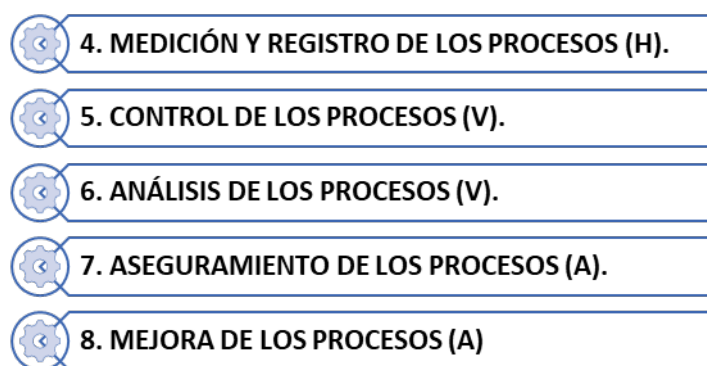 4. MEDICIÓN Y REGISTRO DE LOS PROCESOS (H).
5. CONTROL DE LOS PROCESOS (V).
6. ANÁLISIS DE LOS PROCESOS (V).
7. ASEGURAMIENTO DE LOS PROCESOS (A).
8. MEJORA DE LOS PROCESOS (A)